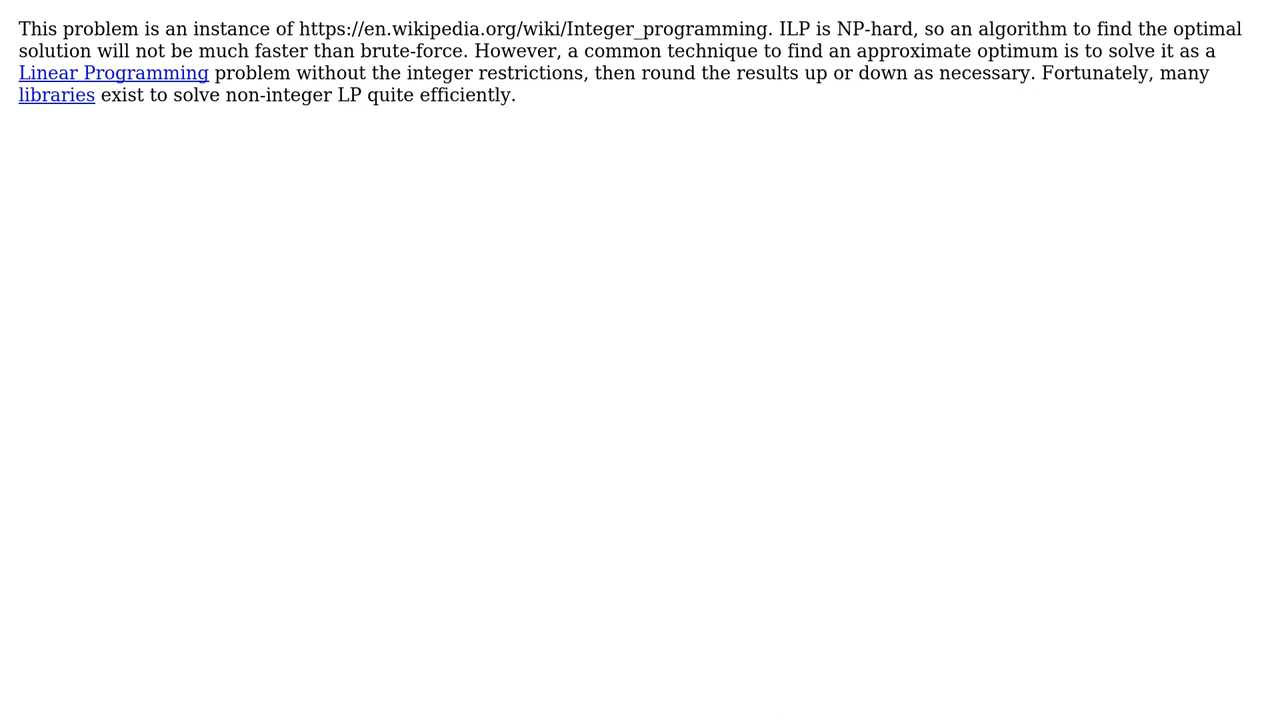 This problem is an instance of https://en.wikipedia.org/wiki/Integer_programming. ILP is NP-hard, so an algorithm to find the optimal
solution will not be much faster than brute-force. However, a common technique to find an approximate optimum is to solve it as a
Linear Programming problem without the integer restrictions, then round the results up or down as necessary. Fortunately, many
libraries exist to solve non-integer LP quite efficiently.